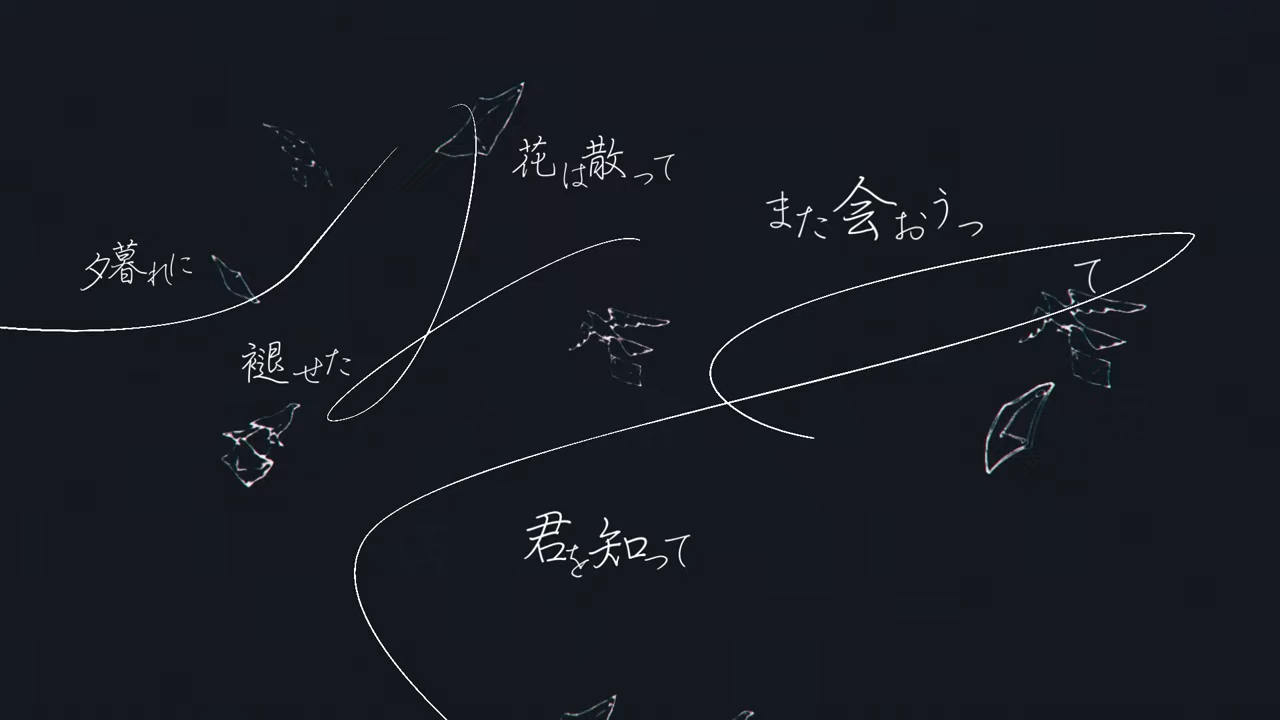 夕暮れに
褪せた
花は散って
君を知って
また会おうっ
て